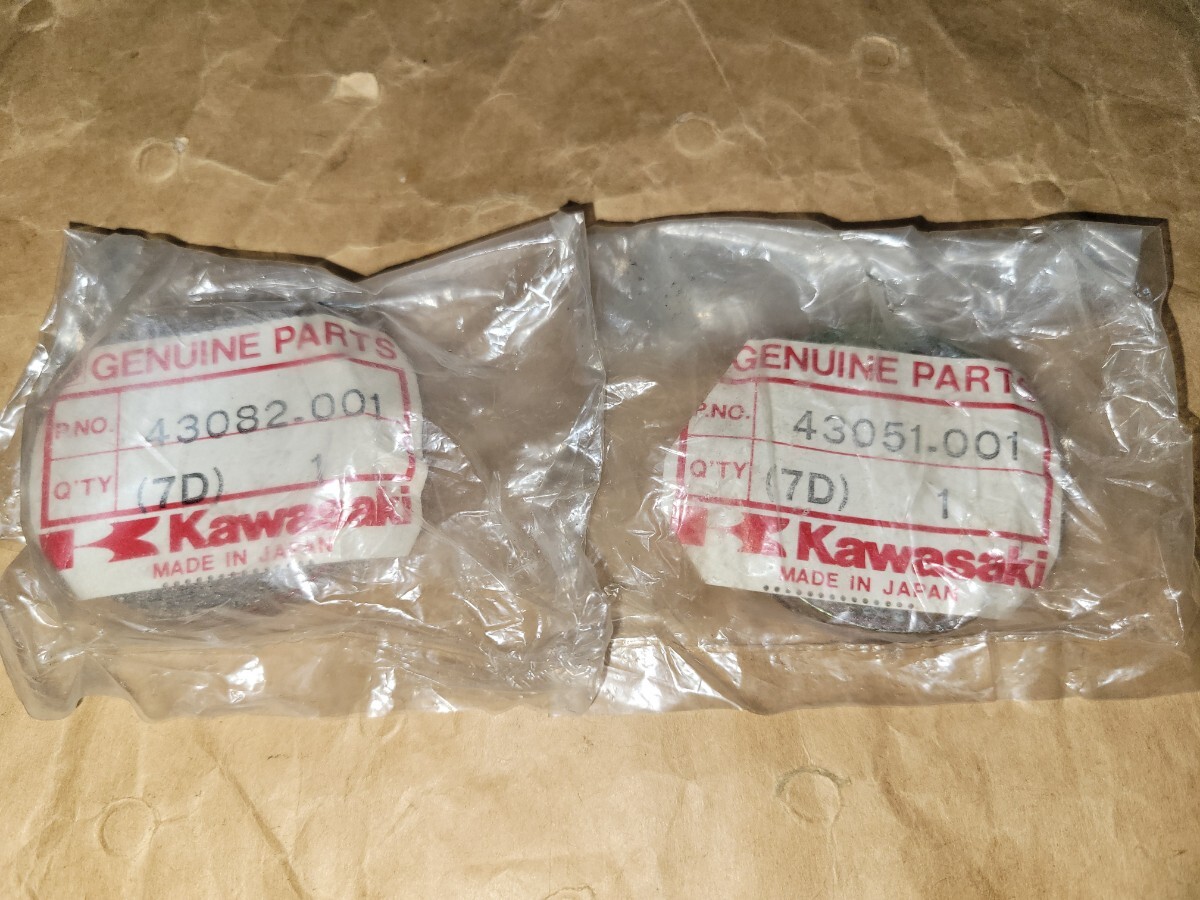 GENUINE PARTS
P.NO. 43082-001
Q'TY (7D) 1
Kawasaki
MADE IN JAPAN
GENUINE PARTS
P.NO. 43051-001
Q'TY (7D) 1
Kawasaki
MADE IN JAPAN